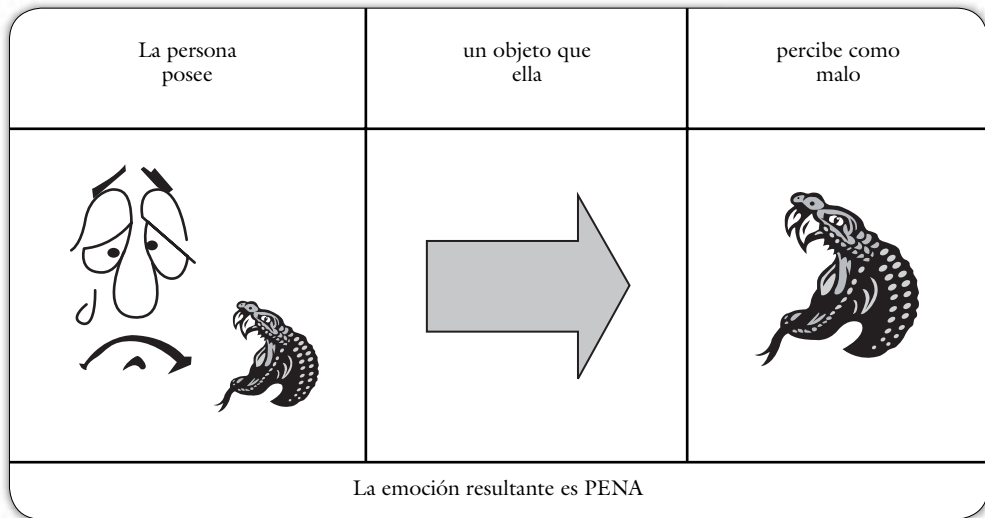 La persona
posee
un objeto que
ella
percibe como
malo
La emoción resultante es PENA